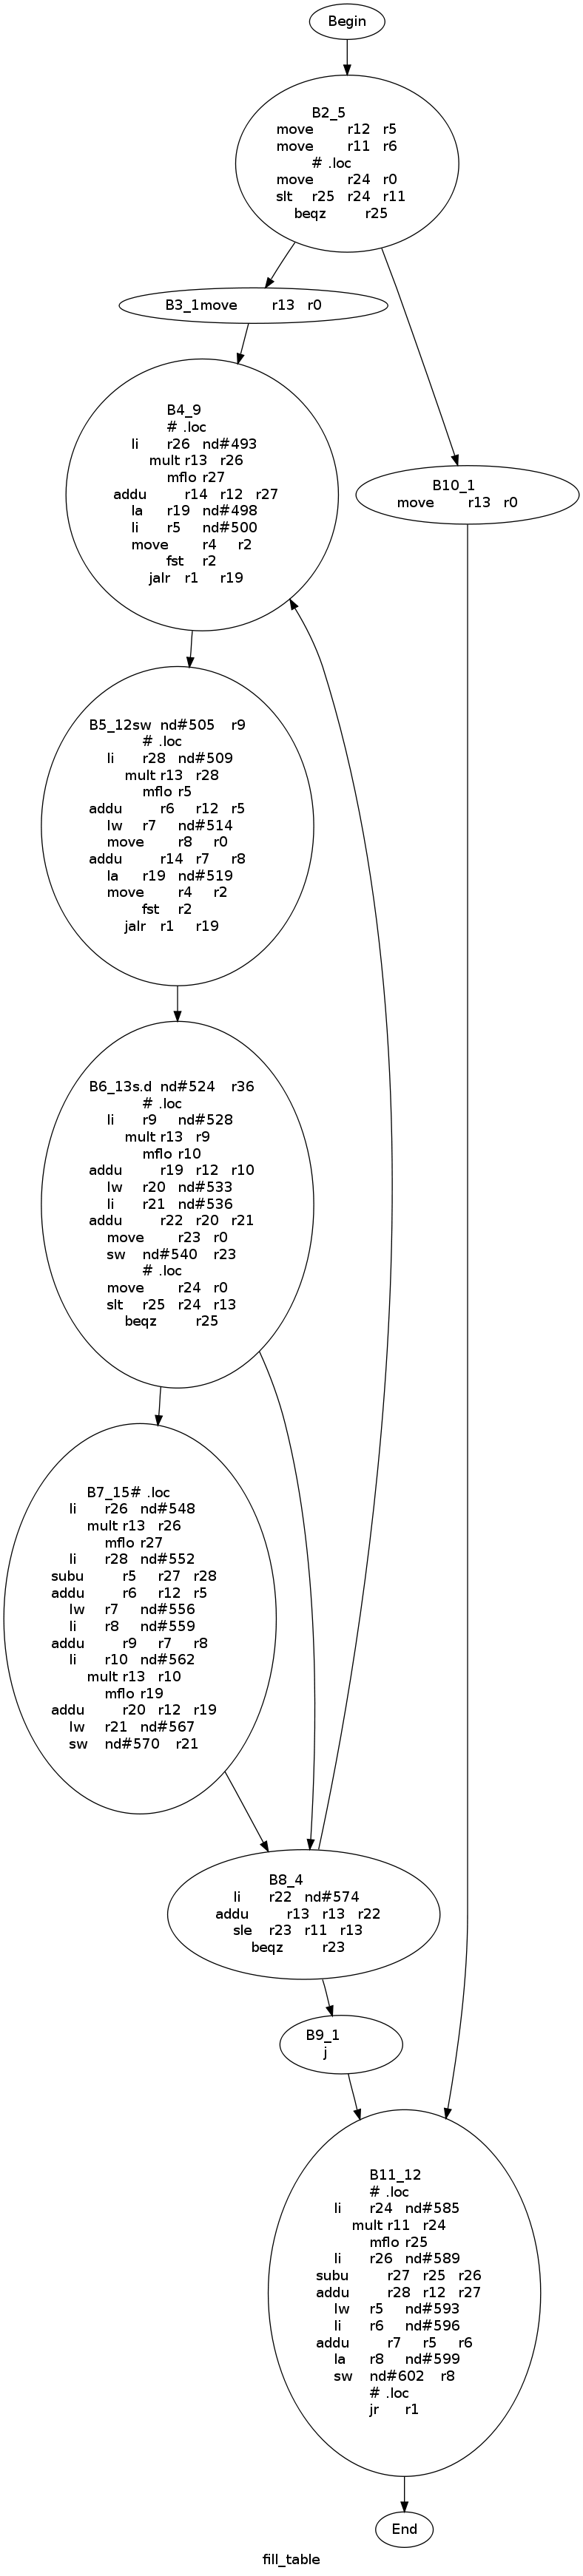 Begin
B2_5
move r12 r5
move r11 r6
# .loc
move r24 r0
slt r25 r24 r11
beqz r25
B3_1move r13 r0
B4_9
# .loc
li r26 nd#493
mult r13 r26
mflo r27
addu r14 r12 r27
la r19 nd#498
li r5 nd#500
move r4 r2
fst r2
jalr r1 r19
B10_1
move r13 r0
B5_12sw nd#505 r9
# .loc
li r28 nd#509
mult r13 r28
mflo r5
addu r6 r12 r5
lw r7 nd#514
move r8 r0
addu r14 r7 r8
la r19 nd#519
move r4 r2
fst r2
jalr r1 r19
B6_13s.d nd#524 r36
# .loc
li r9 nd#528
mult r13 r9
mflo r10
addu r19 r12 r10
lw r20 nd#533
li r21 nd#536
addu r22 r20 r21
move r23 r0
sw nd#540 r23
# .loc
move r24 r0
slt r25 r24 r13
beqz r25
B7_15# .loc
li r26 nd#548
mult r13 r26
mflo r27
li r28 nd#552
subu r5 r27 r28
addu r6 r12 r5
lw r7 nd#556
li r8 nd#559
addu r9 r7 r8
li r10 nd#562
mult r13 r10
mflo r19
addu r20 r12 r19
lw r21 nd#567
sw nd#570 r21
B8_4
li r22 nd#574
addu r13 r13 r22
sle r23 r11 r13
beqz r23
B9_1
j
B11_12
# .loc
li r24 nd#585
mult r11 r24
mflo r25
li r26 nd#589
subu r27 r25 r26
addu r28 r12 r27
lw r5 nd#593
li r6 nd#596
addu r7 r5 r6
la r8 nd#599
sw nd#602 r8
# .loc
jr r1
End
fill_table